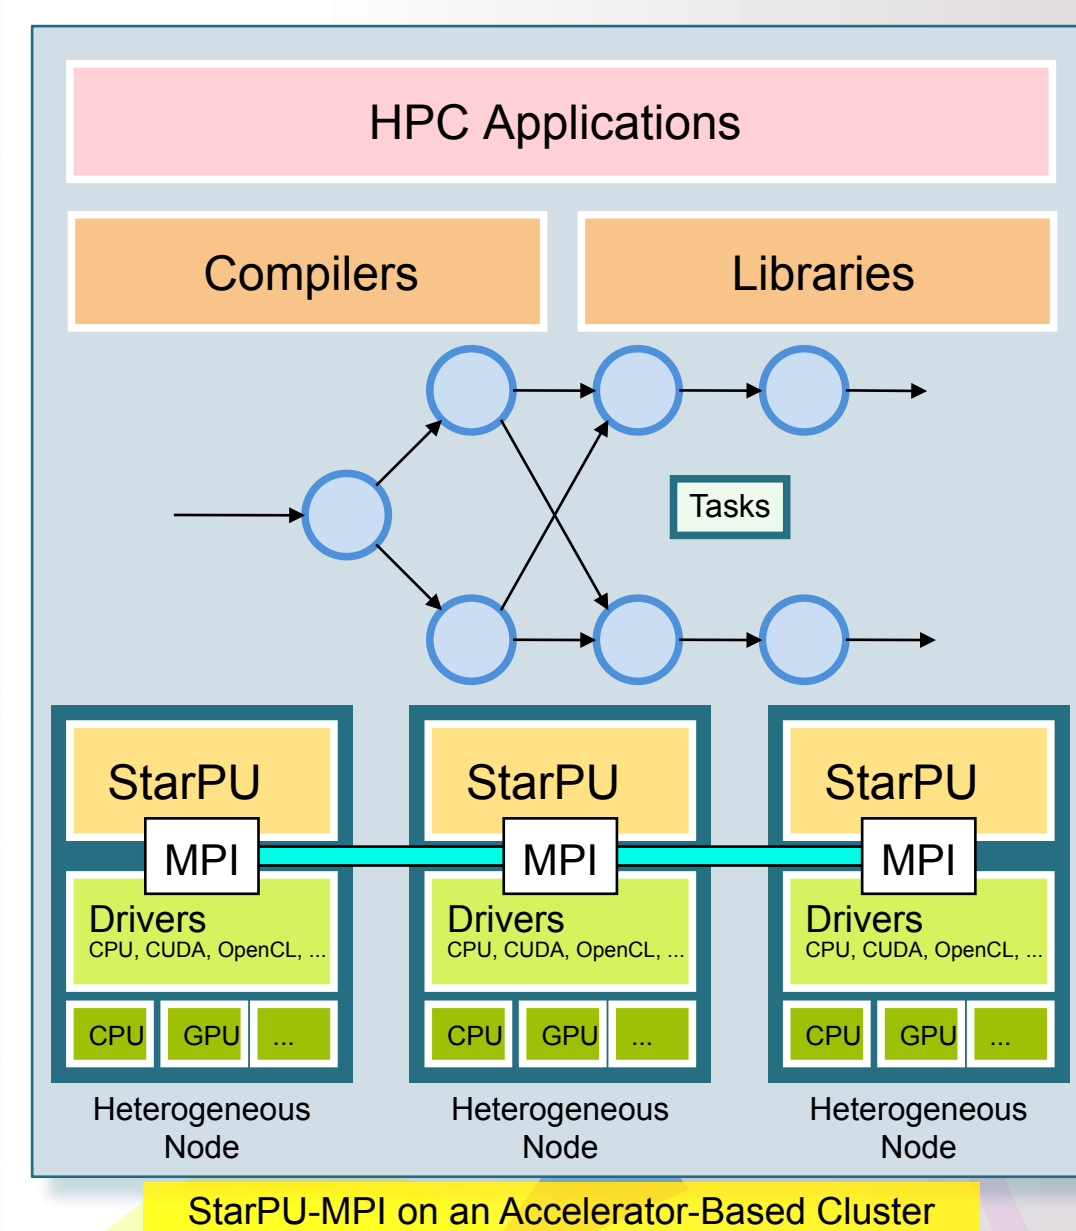 HPC Applications
Compilers
Libraries
Tasks
StarPU
StarPU
StarPU
MPI
MPI
MPI
Drivers
CPU, CUDA, OpenCL, ...
Drivers
CPU, CUDA, OpenCL, ...
Drivers
CPU, CUDA, OpenCL, ...
CPU
GPU
...
CPU
GPU
...
CPU
GPU
...
Heterogeneous
Node
Heterogeneous
Node
Heterogeneous
Node
StarPU-MPI on an Accelerator-Based Cluster